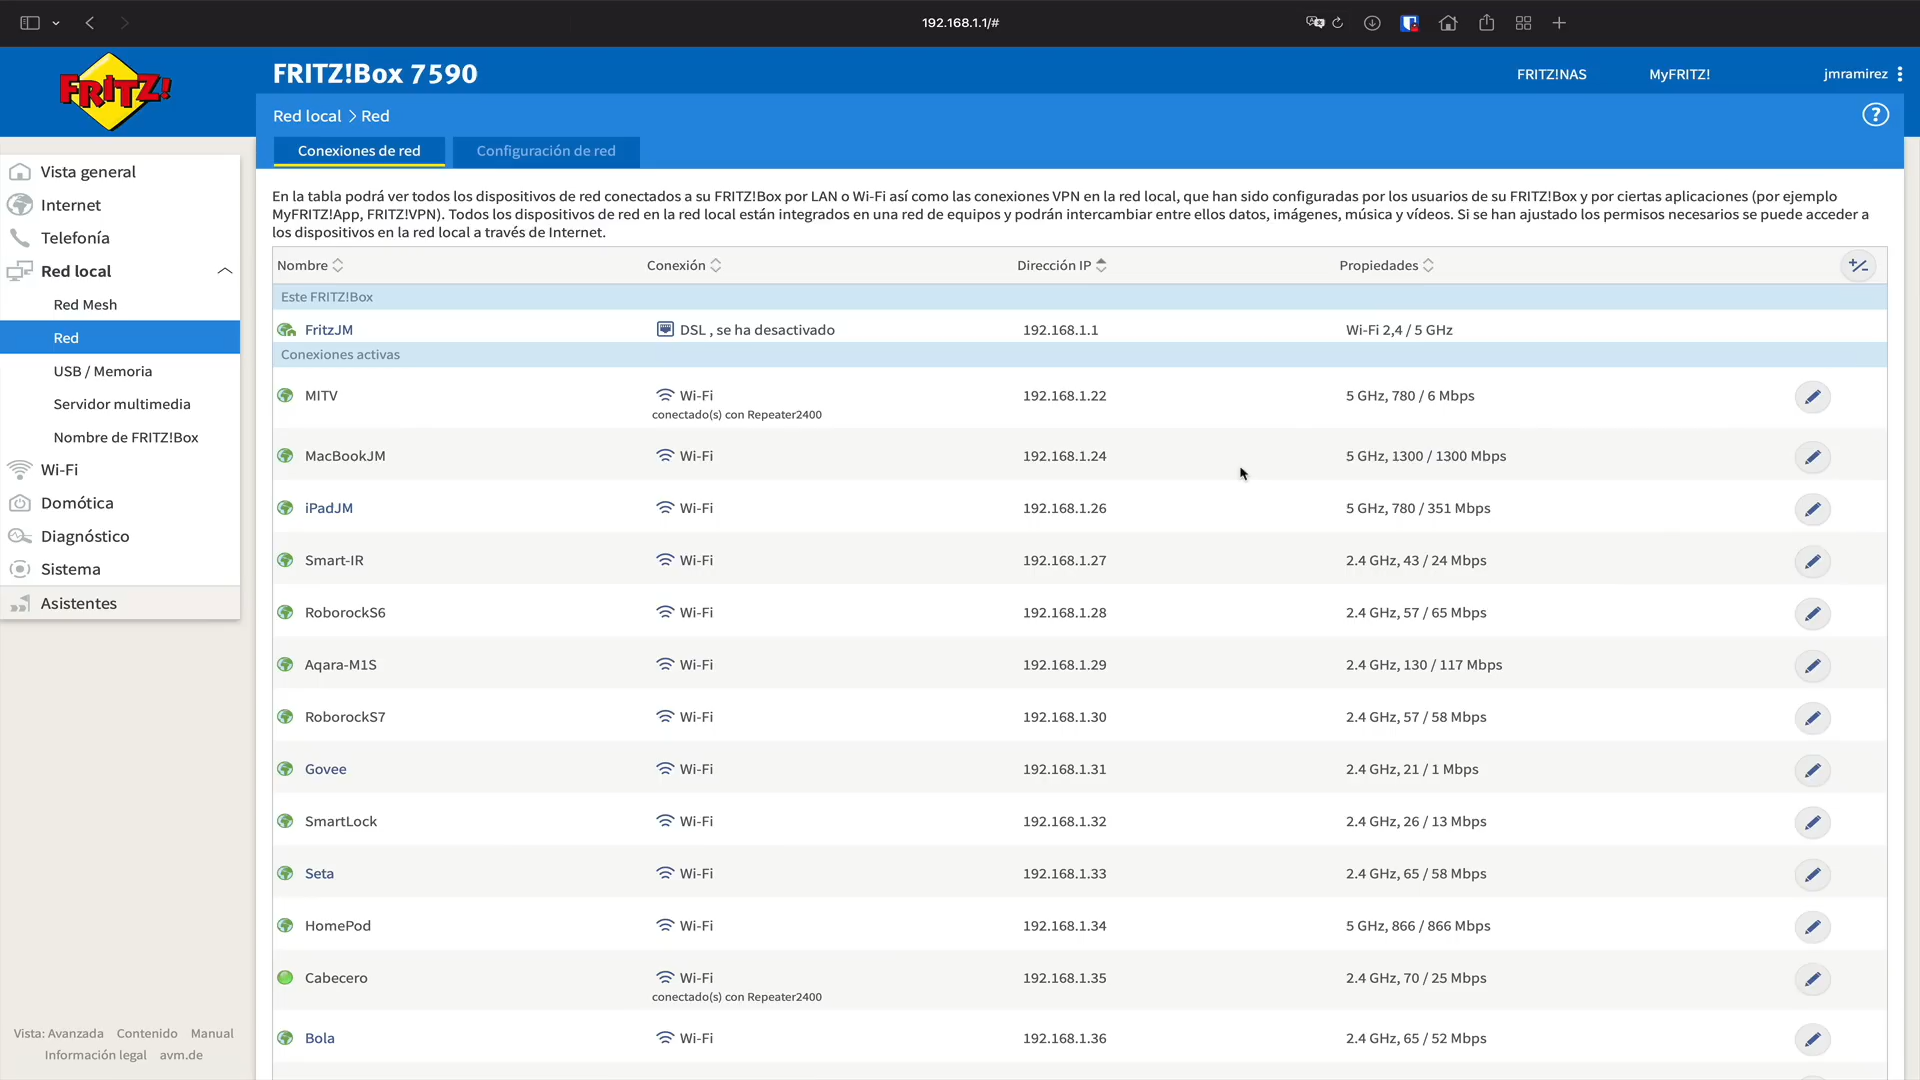 192.168.1.1/#
FRITZ!
FRITZ!Box 7590
FRITZ!NAS
MyFRITZ!
jmramirez
Red local > Red
?
Conexiones de red
Configuración de red
Vista general
Internet
Telefonía
Red local
Red Mesh
Red
USB / Memoria
Servidor multimedia
Nombre de FRITZ!Box
Wi-Fi
Domótica
Diagnóstico
Sistema
Asistentes
Vista: Avanzada Contenido Manual
Información legal avm.de
En la tabla podrá ver todos los dispositivos de red conectados a su FRITZ!Box por LAN o Wi-Fi así como las conexiones VPN en la red local, que han sido configuradas por los usuarios de su FRITZ!Box y por ciertas aplicaciones (por ejemplo
MyFRITZ!App, FRITZ!VPN). Todos los dispositivos de red en la red local están integrados en una red de equipos y podrán intercambiar entre ellos datos, imágenes, música y vídeos. Si se han ajustado los permisos necesarios se puede acceder a
los dispositivos en la red local a través de Internet.
Nombre Conexión Dirección IP Propiedades +/-
Este FRITZ!Box
FritzJM DSL , se ha desactivado 192.168.1.1 Wi-Fi 2,4 / 5 GHz
Conexiones activas
MITV Wi-Fi 192.168.1.22 5 GHz, 780 / 6 Mbps
conectado(s) con Repeater2400
MacBookJM Wi-Fi 192.168.1.24 5 GHz, 1300 / 1300 Mbps
iPadJM Wi-Fi 192.168.1.26 5 GHz, 780 / 351 Mbps
Smart-IR Wi-Fi 192.168.1.27 2.4 GHz, 43 / 24 Mbps
RoborockS6 Wi-Fi 192.168.1.28 2.4 GHz, 57 / 65 Mbps
Aqara-M1S Wi-Fi 192.168.1.29 2.4 GHz, 130 / 117 Mbps
RoborockS7 Wi-Fi 192.168.1.30 2.4 GHz, 57 / 58 Mbps
Govee Wi-Fi 192.168.1.31 2.4 GHz, 21 / 1 Mbps
SmartLock Wi-Fi 192.168.1.32 2.4 GHz, 26 / 13 Mbps
Seta Wi-Fi 192.168.1.33 2.4 GHz, 65 / 58 Mbps
HomePod Wi-Fi 192.168.1.34 5 GHz, 866 / 866 Mbps
Cabecero Wi-Fi 192.168.1.35 2.4 GHz, 70 / 25 Mbps
conectado(s) con Repeater2400
Bola Wi-Fi 192.168.1.36 2.4 GHz, 65 / 52 Mbps